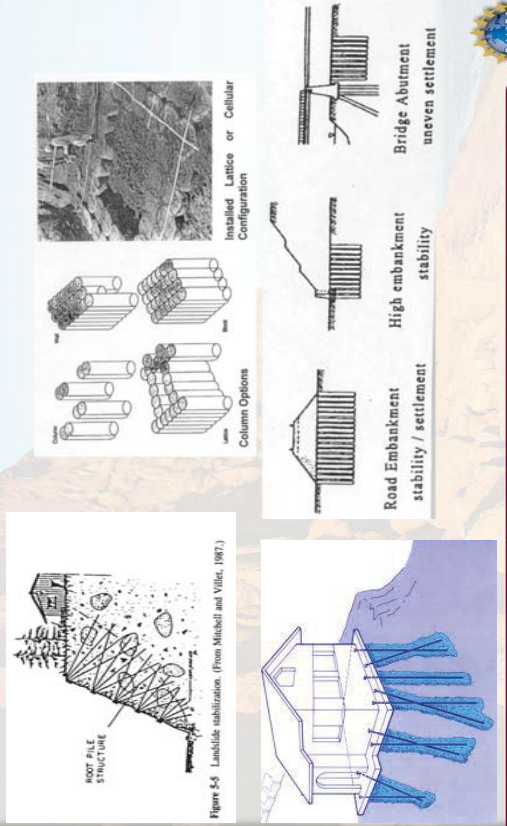 ROOT PILE
STRUCTURE
Figure 5-5 Landslide stabilization. (From Mitchell and Villet, 1987.)
Column
Wall
Lattice
Block
Column Options
Installed Lattice or Cellular
Configuration
Road Embankment
stability / settlement
High embankment
stability
Bridge Abutment
uneven settlement